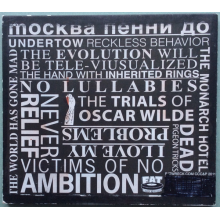 москва пенни до
UNDERTOW RECKLESS BEHAVIOR
THE EVOLUTION WILL
BE TELE-VISUALIZED
THE HAND WITH INHERITED RINGS
NO LULLABIES
THE TRIALS OF
OSCAR WILDE
NEVER
RELIEF
I LOVE MY
PROBLEMS
VICTIMS OF NO
AMBITION
THE WORLD HAS GONE MAD
THE MONARCH HOTEL
DEAD
PIGEON TRICK
FAT